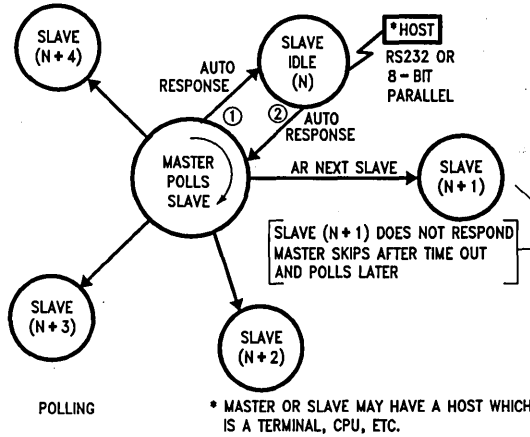 SLAVE
(N + 4)
SLAVE
IDLE
(N)
* HOST
RS232 OR
8 - BIT
PARALLEL
AUTO
RESPONSE
①
②
AUTO
RESPONSE
MASTER
POLLS
SLAVE
AR NEXT SLAVE
SLAVE
(N + 1)
SLAVE (N + 1) DOES NOT RESPOND
MASTER SKIPS AFTER TIME OUT
AND POLLS LATER
SLAVE
(N + 3)
SLAVE
(N + 2)
POLLING
* MASTER OR SLAVE MAY HAVE A HOST WHICH
IS A TERMINAL, CPU, ETC.